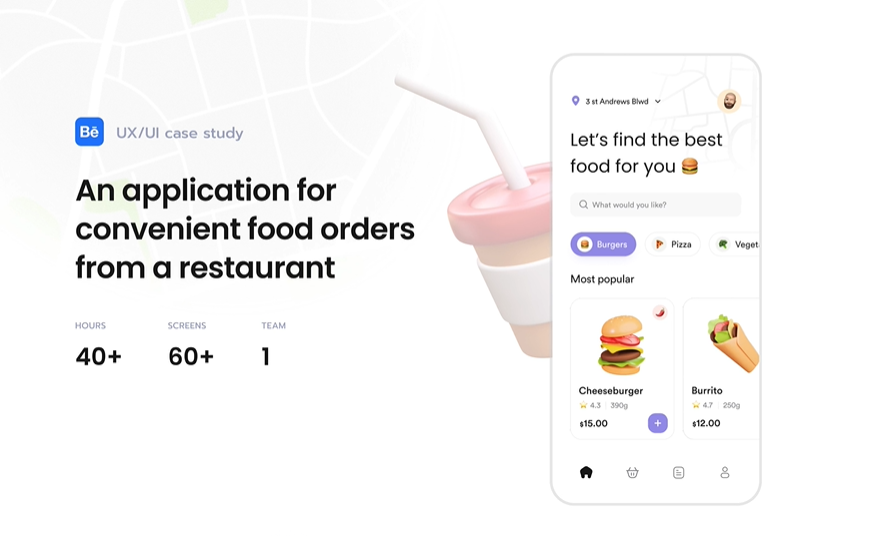 Bē UX/UI case study
An application for
convenient food orders
from a restaurant
HOURS SCREENS TEAM
40+ 60+ 1
3 st Andrews Blwd
Let's find the best
food for you
What would you like?
Burgers Pizza Veget
Most popular
Cheeseburger Burrito
4.3 390g 4.7 250g
$15.00 + $12.00